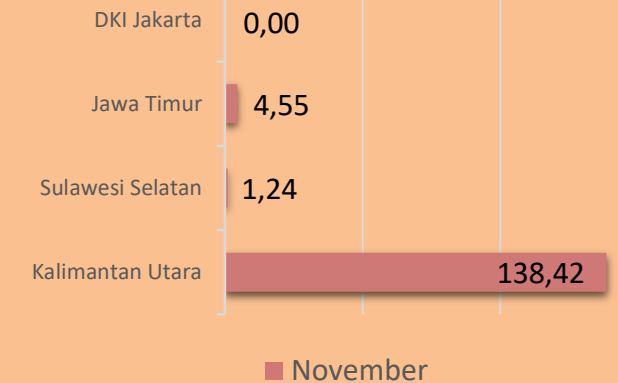 DKI Jakarta 0,00
Jawa Timur 4,55
Sulawesi Selatan 1,24
Kalimantan Utara 138,42
November